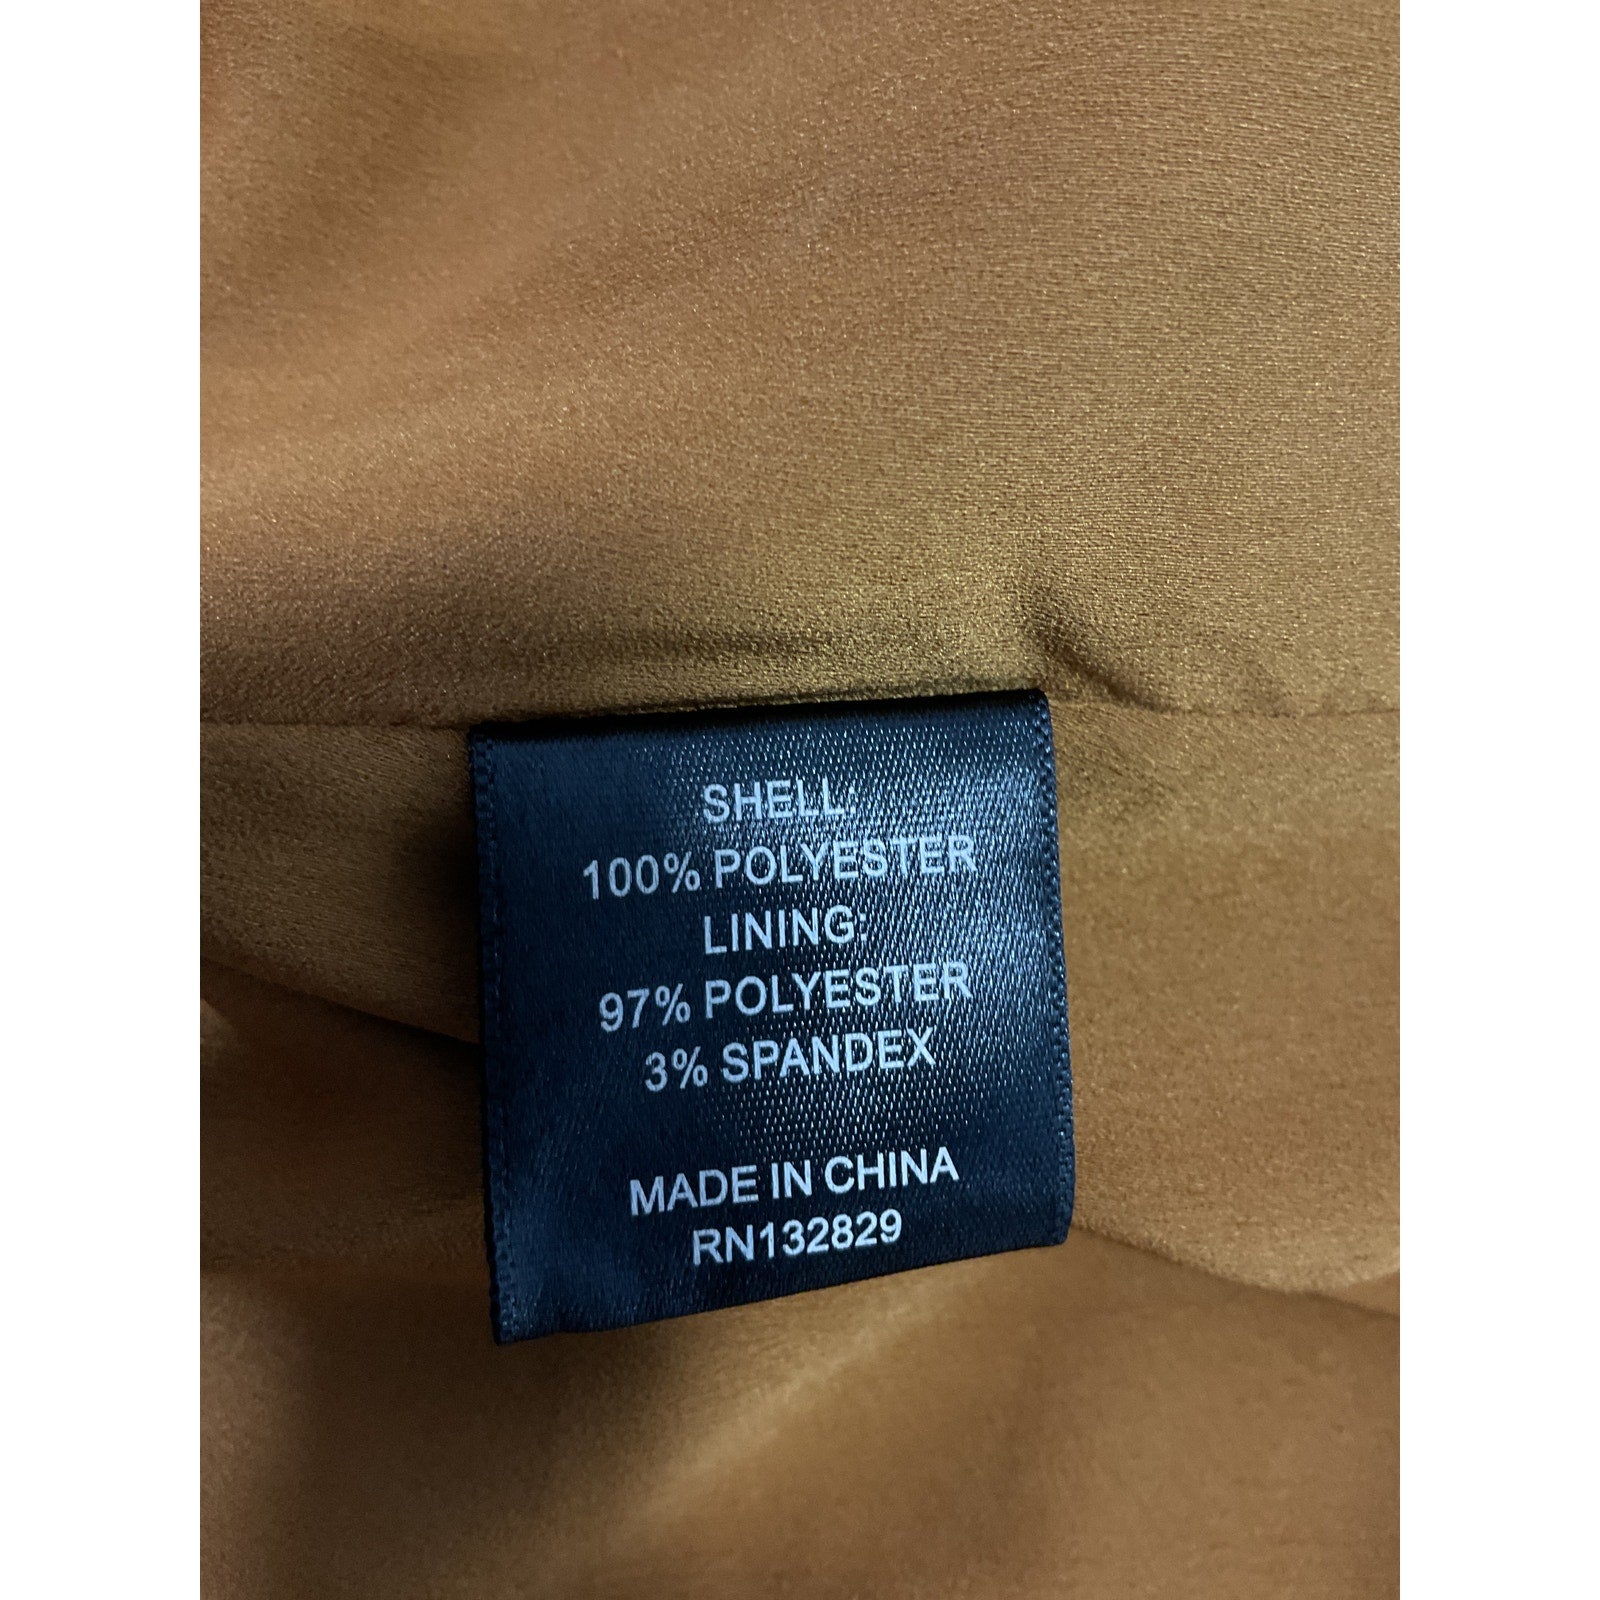 SHELL:
100% POLYESTER
LINING:
97% POLYESTER
3% SPANDEX
MADE IN CHINA
RN132829